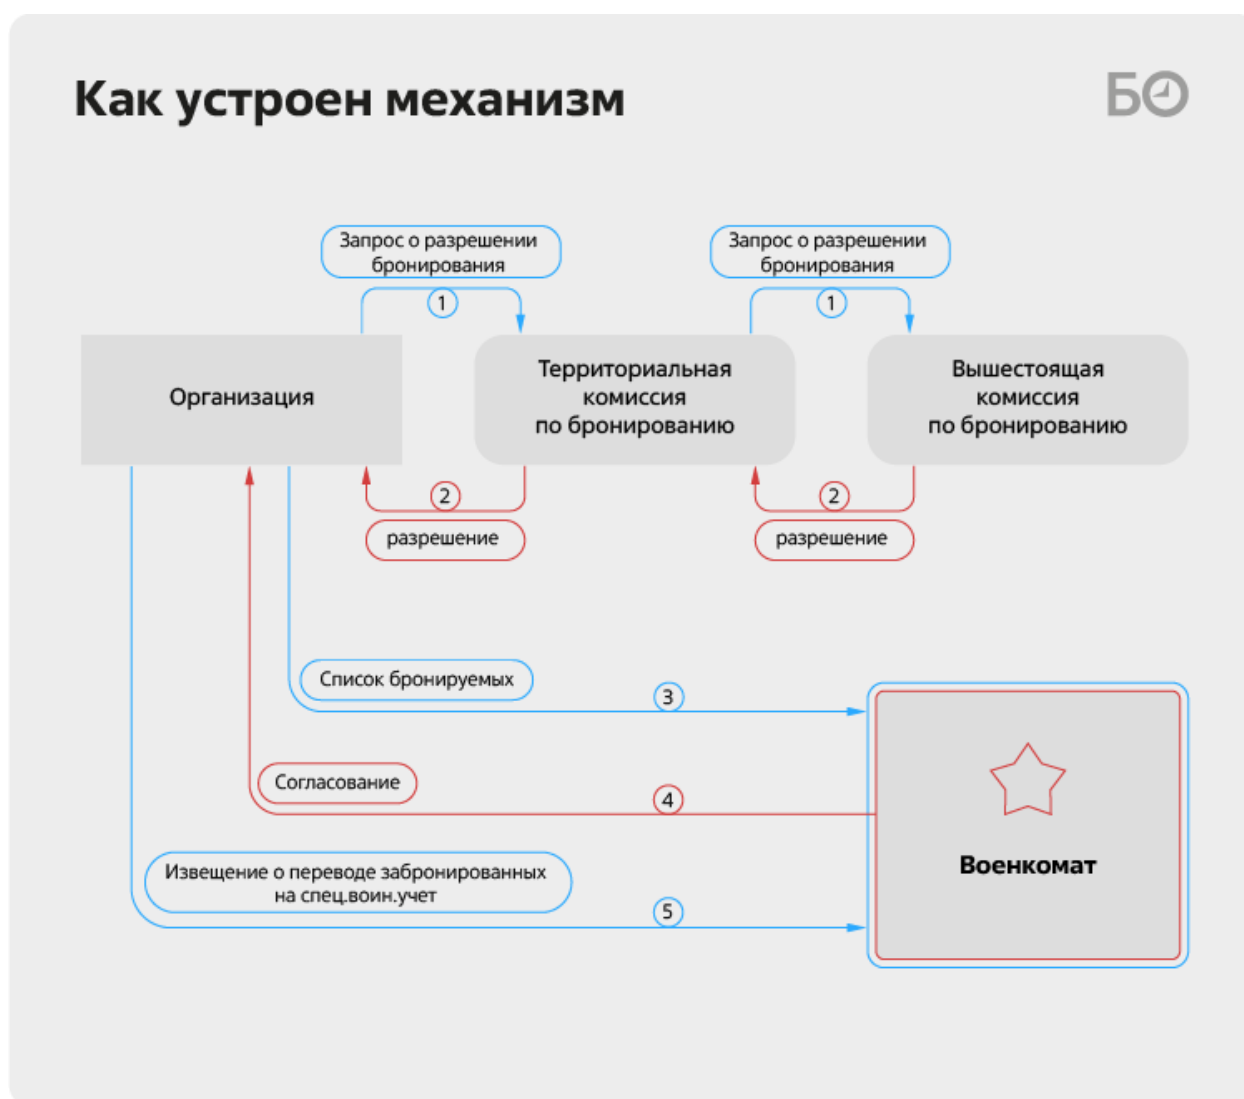 Как устроен механизм
БО
Запрос о разрешении
бронирования
Запрос о разрешении
бронирования
1
1
Организация
Территориальная
комиссия
по бронированию
Вышестоящая
комиссия
по бронированию
2
2
разрешение
разрешение
Список бронируемых
3
Согласование
4
Военкомат
Извещение о переводе забронированных
на спец.воин.учет
5